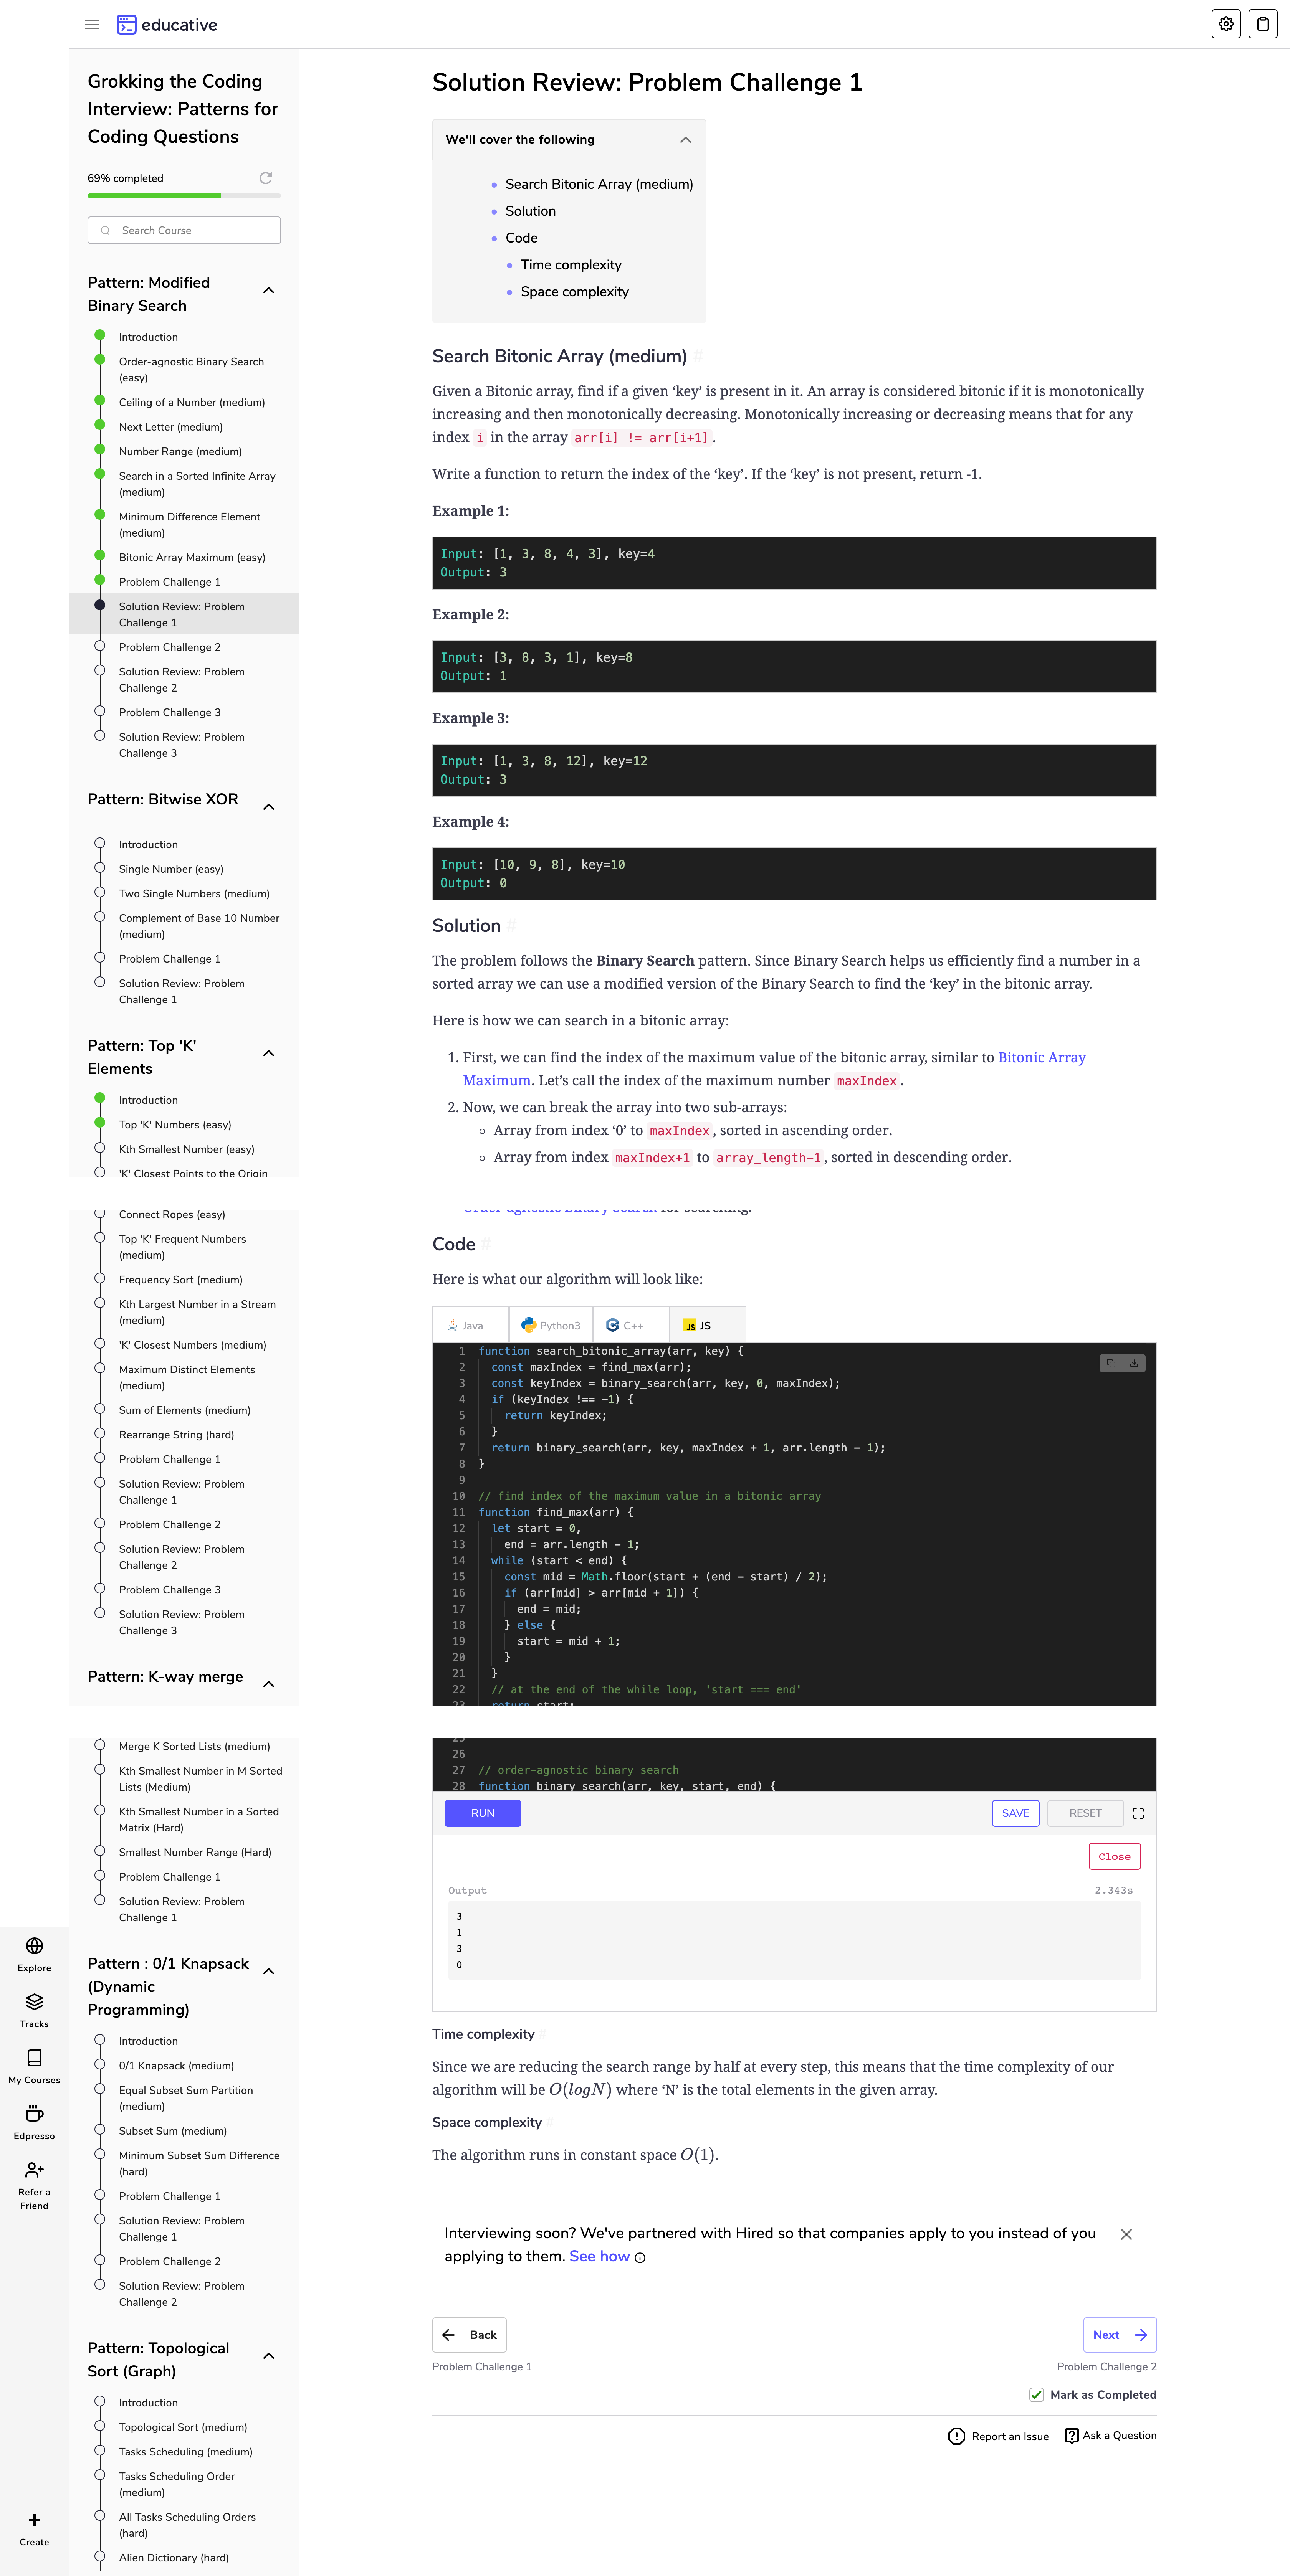 educative
Grokking the Coding
Interview: Patterns for
Coding Questions
69% completed
Search Course
Pattern: Modified
Binary Search
Introduction
Order-agnostic Binary Search
(easy)
Ceiling of a Number (medium)
Next Letter (medium)
Number Range (medium)
Search in a Sorted Infinite Array
(medium)
Minimum Difference Element
(medium)
Bitonic Array Maximum (easy)
Problem Challenge 1
Solution Review: Problem
Challenge 1
Problem Challenge 2
Solution Review: Problem
Challenge 2
Problem Challenge 3
Solution Review: Problem
Challenge 3
Pattern: Bitwise XOR
Introduction
Single Number (easy)
Two Single Numbers (medium)
Complement of Base 10 Number
(medium)
Problem Challenge 1
Solution Review: Problem
Challenge 1
Pattern: Top 'K'
Elements
Introduction
Top 'K' Numbers (easy)
Kth Smallest Number (easy)
'K' Closest Points to the Origin
Connect Ropes (easy)
Top 'K' Frequent Numbers
(medium)
Frequency Sort (medium)
Kth Largest Number in a Stream
(medium)
'K' Closest Numbers (medium)
Maximum Distinct Elements
(medium)
Sum of Elements (medium)
Rearrange String (hard)
Problem Challenge 1
Solution Review: Problem
Challenge 1
Problem Challenge 2
Solution Review: Problem
Challenge 2
Problem Challenge 3
Solution Review: Problem
Challenge 3
Pattern: K-way merge
Merge K Sorted Lists (medium)
Kth Smallest Number in M Sorted
Lists (Medium)
Kth Smallest Number in a Sorted
Matrix (Hard)
Smallest Number Range (Hard)
Problem Challenge 1
Solution Review: Problem
Challenge 1
Pattern : 0/1 Knapsack
(Dynamic
Programming)
Introduction
0/1 Knapsack (medium)
Equal Subset Sum Partition
(medium)
Subset Sum (medium)
Minimum Subset Sum Difference
(hard)
Problem Challenge 1
Solution Review: Problem
Challenge 1
Problem Challenge 2
Solution Review: Problem
Challenge 2
Pattern: Topological
Sort (Graph)
Introduction
Topological Sort (medium)
Tasks Scheduling (medium)
Tasks Scheduling Order
(medium)
All Tasks Scheduling Orders
(hard)
Alien Dictionary (hard)
Explore
Tracks
My Courses
Edpresso
Refer a
Friend
Create
Solution Review: Problem Challenge 1
We'll cover the following
Search Bitonic Array (medium)
Solution
Code
Time complexity
Space complexity
Search Bitonic Array (medium) #
Given a Bitonic array, find if a given ‘key’ is present in it. An array is considered bitonic if it is monotonically
increasing and then monotonically decreasing. Monotonically increasing or decreasing means that for any
index i in the array arr[i] != arr[i+1].
Write a function to return the index of the ‘key’. If the ‘key’ is not present, return -1.
Example 1:
Input: [1, 3, 8, 4, 3], key=4
Output: 3
Example 2:
Input: [3, 8, 3, 1], key=8
Output: 1
Example 3:
Input: [1, 3, 8, 12], key=12
Output: 3
Example 4:
Input: [10, 9, 8], key=10
Output: 0
Solution #
The problem follows the Binary Search pattern. Since Binary Search helps us efficiently find a number in a
sorted array we can use a modified version of the Binary Search to find the ‘key’ in the bitonic array.
Here is how we can search in a bitonic array:
1. First, we can find the index of the maximum value of the bitonic array, similar to Bitonic Array
Maximum. Let’s call the index of the maximum number maxIndex.
2. Now, we can break the array into two sub-arrays:
Array from index ‘0’ to maxIndex, sorted in ascending order.
Array from index maxIndex+1 to array_length-1, sorted in descending order.
Order-agnostic Binary Search for searching.
Code #
Here is what our algorithm will look like:
Java Python3 C++ JS JS
1 function search_bitonic_array(arr, key) {
2 const maxIndex = find_max(arr);
3 const keyIndex = binary_search(arr, key, 0, maxIndex);
4 if (keyIndex !== -1) {
5 return keyIndex;
6 }
7 return binary_search(arr, key, maxIndex + 1, arr.length - 1);
8 }
9
10 // find index of the maximum value in a bitonic array
11 function find_max(arr) {
12 let start = 0,
13 end = arr.length - 1;
14 while (start < end) {
15 const mid = Math.floor(start + (end - start) / 2);
16 if (arr[mid] > arr[mid + 1]) {
17 end = mid;
18 } else {
19 start = mid + 1;
20 }
21 }
22 // at the end of the while loop, 'start === end'
23 return start;
25
26
27 // order-agnostic binary search
28 function binary_search(arr, key, start, end) {
RUN
SAVE
RESET
Close
Output
2.343s
3
1
3
0
Time complexity #
Since we are reducing the search range by half at every step, this means that the time complexity of our
algorithm will be O(logN) where ‘N’ is the total elements in the given array.
Space complexity #
The algorithm runs in constant space O(1).
Interviewing soon? We've partnered with Hired so that companies apply to you instead of you
applying to them. See how
Back
Next
Problem Challenge 1
Problem Challenge 2
Mark as Completed
Report an Issue
Ask a Question